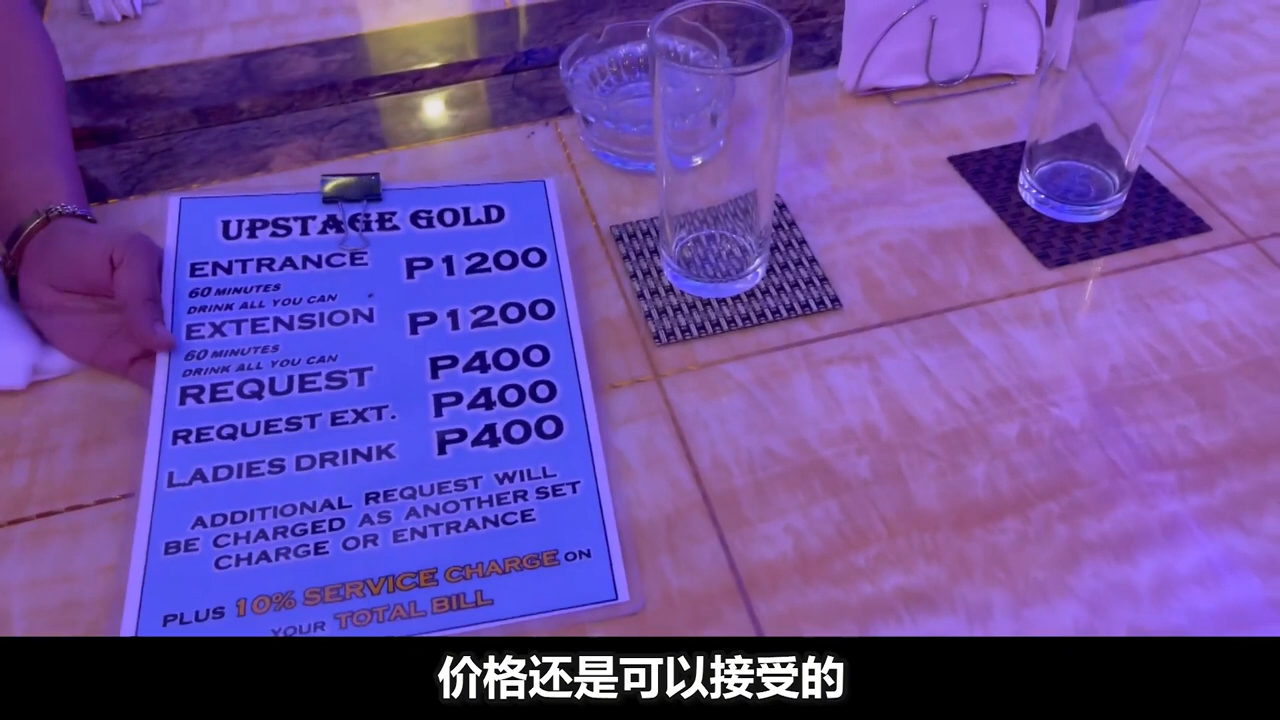 UPSTAGE GOLD
ENTRANCE P1200
60 MINUTES
DRINK ALL YOU CAN
EXTENSION P1200
60 MINUTES
DRINK ALL YOU CAN
REQUEST P400
REQUEST EXT. P400
LADIES DRINK P400
ADDITIONAL REQUEST WILL
BE CHARGED AS ANOTHER SET
CHARGE OR ENTRANCE
PLUS 10% SERVICE CHARGE ON
YOUR TOTAL BILL
价格还是可以接受的